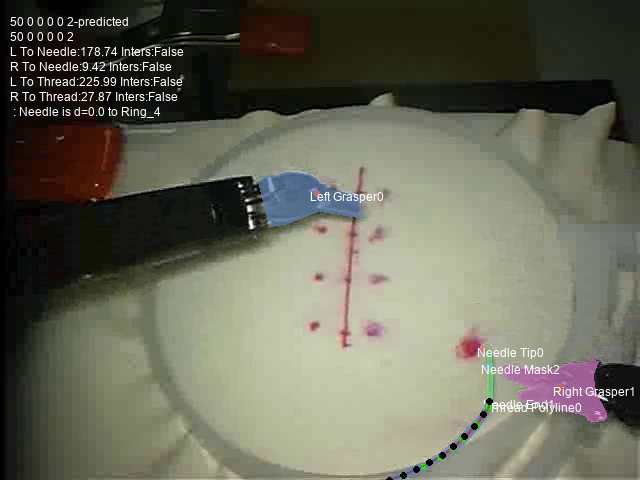 50 0 0 0 0 2-predicted
50 0 0 0 0 2
L To Needle:178.74 Inters:False
R To Needle:9.42 Inters:False
L To Thread:225.99 Inters:False
R To Thread:27.87 Inters:False
: Needle is d=0.0 to Ring_4
Left Grasper0
Needle Tip0
Needle Mask2
Right Grasper1
Needle End1
Thread Polyline0